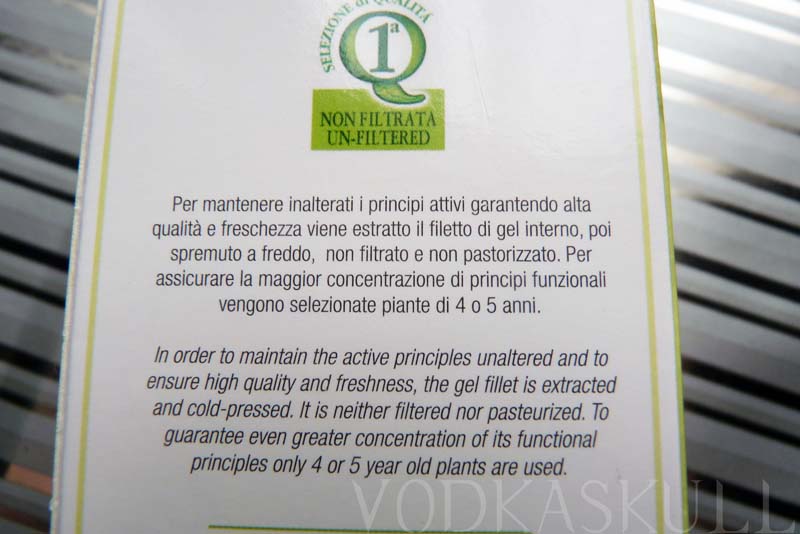 SELEZIONE di QUALITÁ
1ª
Q
NON FILTRATA
UN-FILTERED
Per mantenere inalterati i principi attivi garantendo alta
qualità e freschezza viene estratto il filetto di gel interno, poi
spremuto a freddo, non filtrato e non pastorizzato. Per
assicurare la maggior concentrazione di principi funzionali
vengono selezionate piante di 4 o 5 anni.
In order to maintain the active principles unaltered and to
ensure high quality and freshness, the gel fillet is extracted
and cold-pressed. It is neither filtered nor pasteurized. To
guarantee even greater concentration of its functional
principles only 4 or 5 year old plants are used.
VODKASKULL